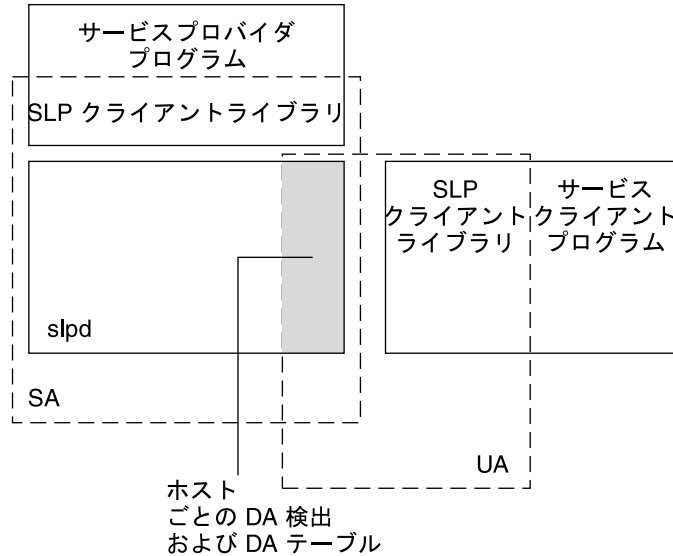 サービスプロバイダ
プログラム
SLP クライアントライブラリ
SLP
クライアント
ライブラリ
サービス
クライアント
プログラム
slpd
SA
UA
ホスト
ごとの DA 検出
および DA テーブル